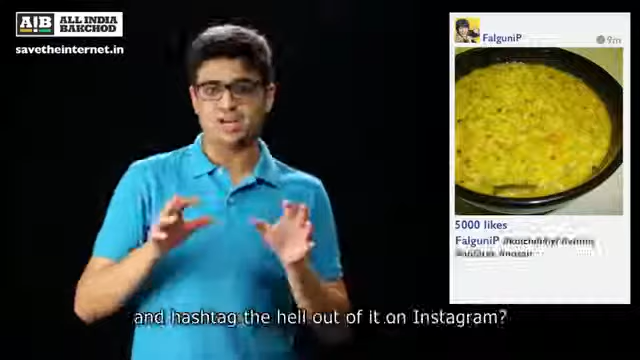 AIB ALL INDIA
BAKCHOD
savetheinternet.in
FalguniP
9m
5000 likes
FalguniP
and hashtag the hell out of it on Instagram?